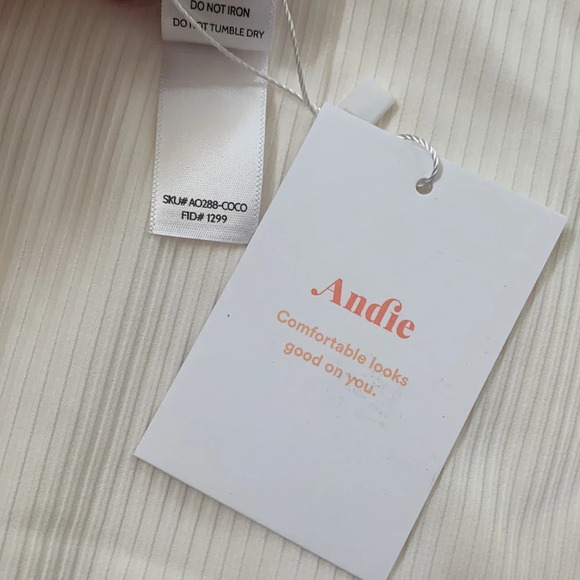 DO NOT IRON
DO NOT TUMBLE DRY
SKU# AO288-COCO
FID# 1299
Andie
Comfortable looks
good on you.